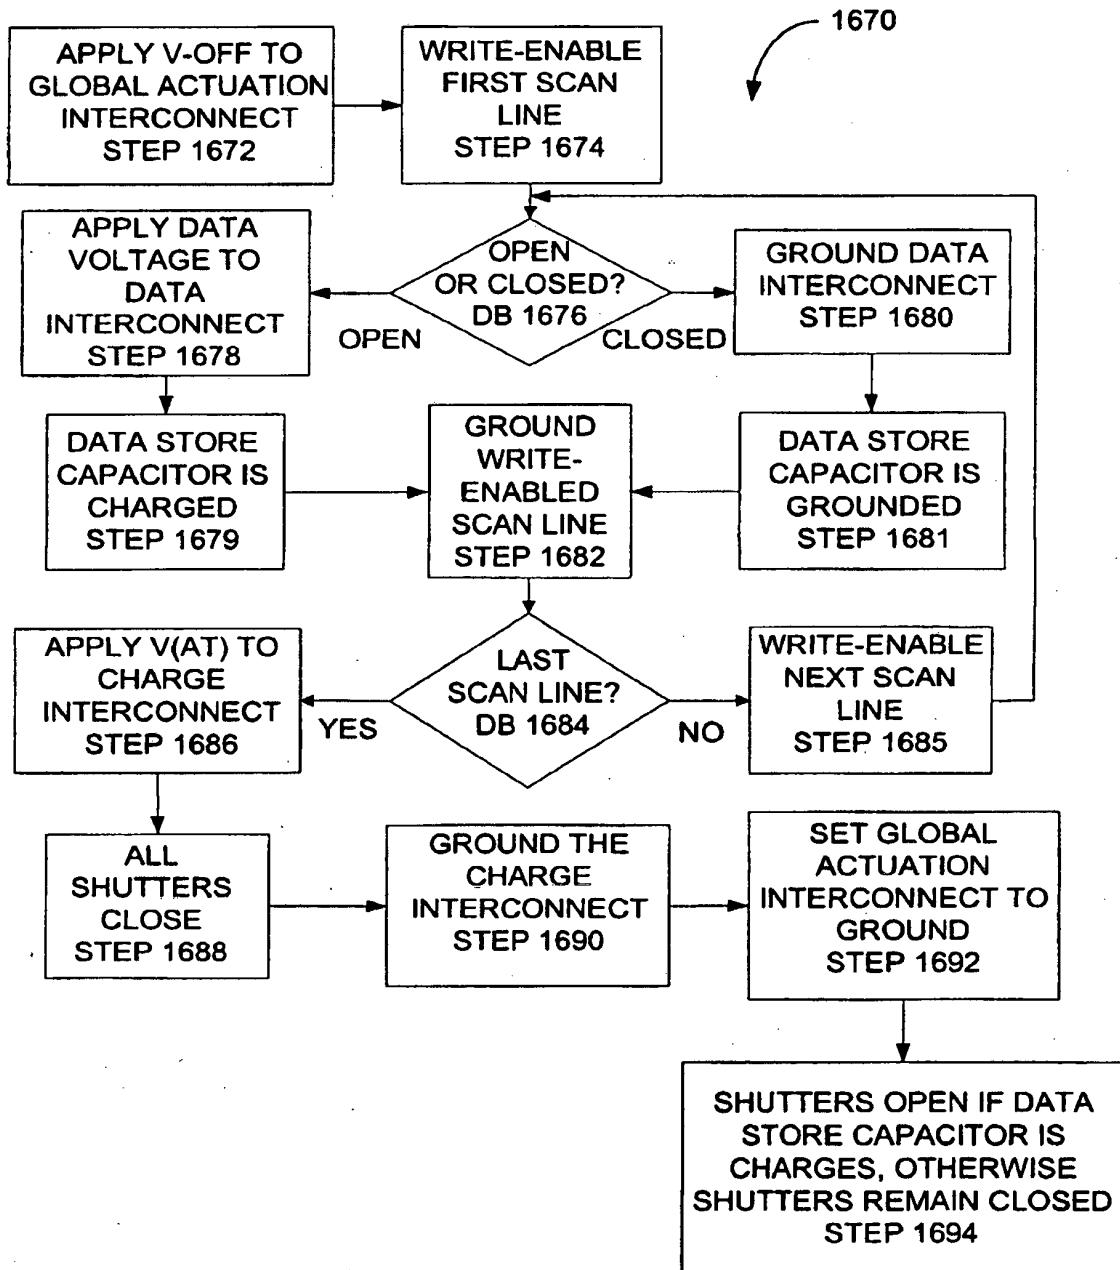 1670
APPLY V-OFF TO
GLOBAL ACTUATION
INTERCONNECT
STEP 1672
WRITE-ENABLE
FIRST SCAN
LINE
STEP 1674
APPLY DATA
VOLTAGE TO
DATA
INTERCONNECT
STEP 1678
OPEN
OR CLOSED?
DB 1676
OPEN
CLOSED
GROUND DATA
INTERCONNECT
STEP 1680
DATA STORE
CAPACITOR IS
CHARGED
STEP 1679
GROUND
WRITE-
ENABLED
SCAN LINE
STEP 1682
DATA STORE
CAPACITOR IS
GROUNDED
STEP 1681
APPLY V(AT) TO
CHARGE
INTERCONNECT
STEP 1686
YES
LAST
SCAN LINE?
DB 1684
NO
WRITE-ENABLE
NEXT SCAN
LINE
STEP 1685
ALL
SHUTTERS
CLOSE
STEP 1688
GROUND THE
CHARGE
INTERCONNECT
STEP 1690
SET GLOBAL
ACTUATION
INTERCONNECT TO
GROUND
STEP 1692
SHUTTERS OPEN IF DATA
STORE CAPACITOR IS
CHARGES, OTHERWISE
SHUTTERS REMAIN CLOSED
STEP 1694